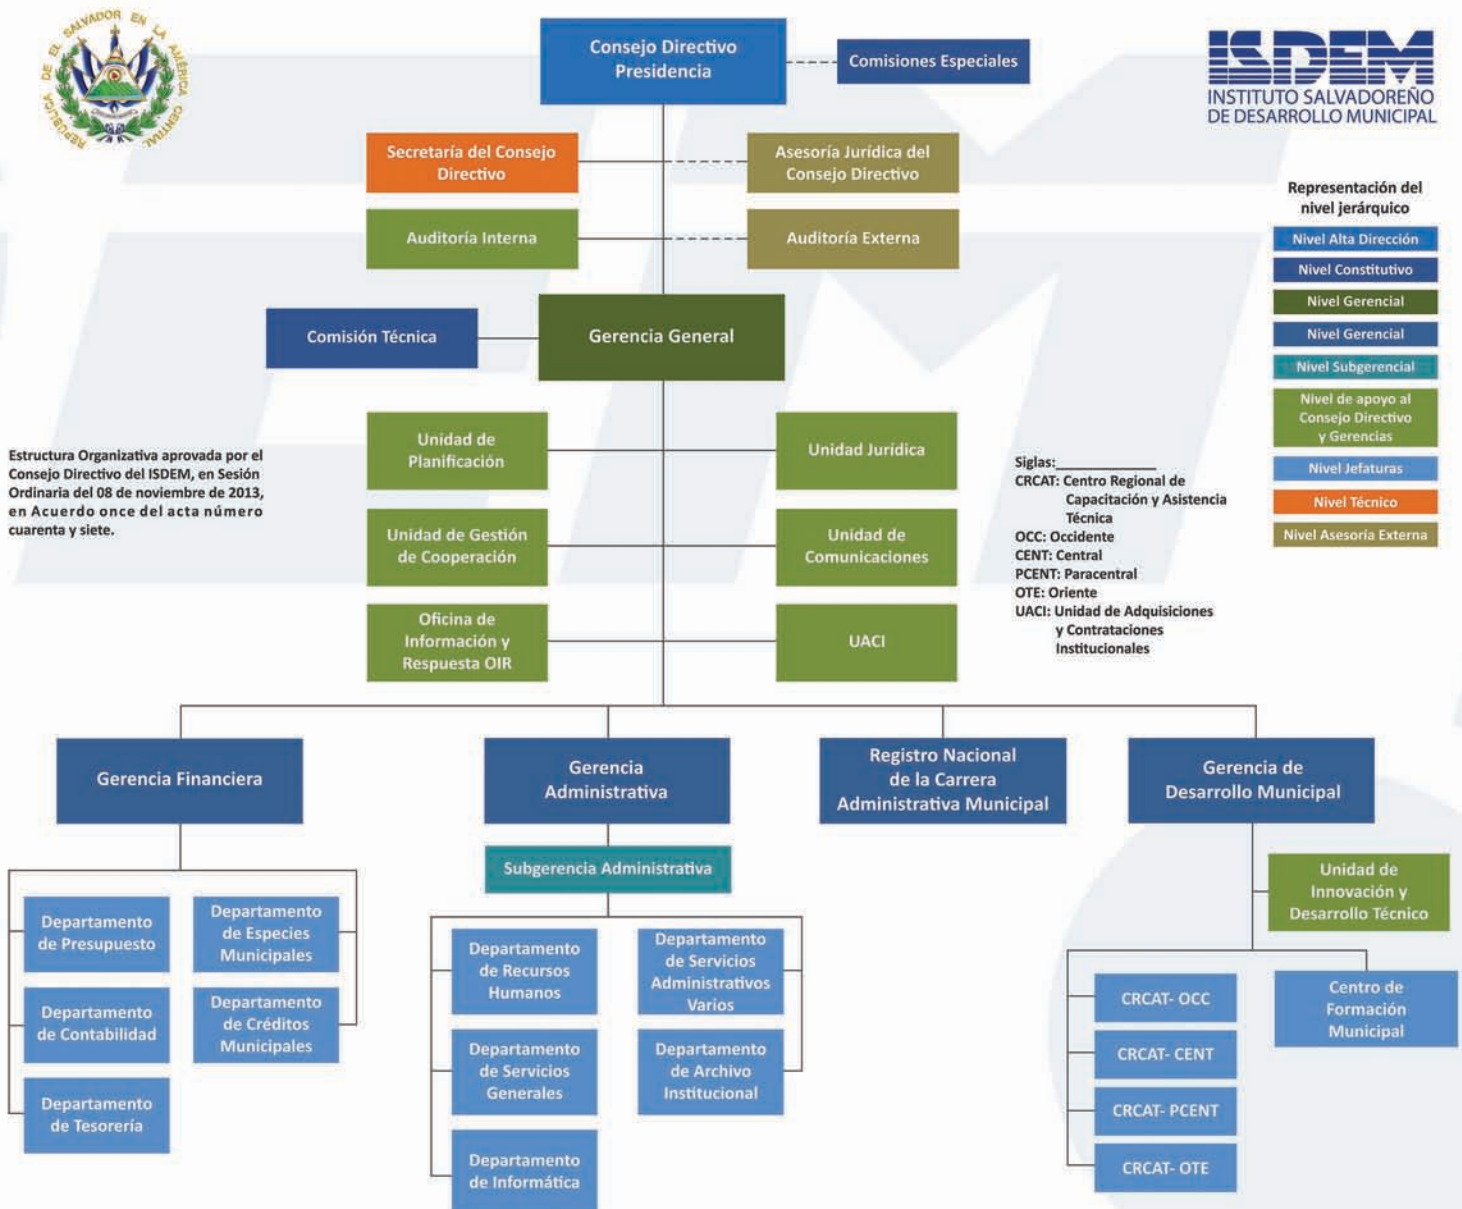 REPÚBLICA DE EL SALVADOR EN LA AMÉRICA CENTRAL
Consejo Directivo
Presidencia
Comisiones Especiales
ISDEM
INSTITUTO SALVADOREÑO
DE DESARROLLO MUNICIPAL
Secretaría del Consejo
Directivo
Asesoría Jurídica del
Consejo Directivo
Auditoría Interna
Auditoría Externa
Representación del
nivel jerárquico
Nivel Alta Dirección
Nivel Constitutivo
Nivel Gerencial
Nivel Gerencial
Nivel Subgerencial
Nivel de apoyo al
Consejo Directivo
y Gerencias
Nivel Jefaturas
Nivel Técnico
Nivel Asesoría Externa
Comisión Técnica
Gerencia General
Estructura Organizativa aprovada por el
Consejo Directivo del ISDEM, en Sesión
Ordinaria del 08 de noviembre de 2013,
en Acuerdo once del acta número
cuarenta y siete.
Unidad de
Planificación
Unidad Jurídica
Unidad de Gestión
de Cooperación
Unidad de
Comunicaciones
Oficina de
Información y
Respuesta OIR
UACI
Siglas:____________
CRCAT: Centro Regional de
Capacitación y Asistencia
Técnica
OCC: Occidente
CENT: Central
PCENT: Paracentral
OTE: Oriente
UACI: Unidad de Adquisiciones
y Contrataciones
Institucionales
Gerencia Financiera
Gerencia
Administrativa
Registro Nacional
de la Carrera
Administrativa Municipal
Gerencia de
Desarrollo Municipal
Departamento
de Presupuesto
Departamento
de Especies
Municipales
Departamento
de Contabilidad
Departamento
de Créditos
Municipales
Departamento
de Tesorería
Subgerencia Administrativa
Departamento
de Recursos
Humanos
Departamento
de Servicios
Administrativos
Varios
Departamento
de Servicios
Generales
Departamento
de Archivo
Institucional
Departamento
de Informática
Unidad de
Innovación y
Desarrollo Técnico
CRCAT- OCC
CRCAT- CENT
CRCAT- PCENT
CRCAT- OTE
Centro de
Formación
Municipal